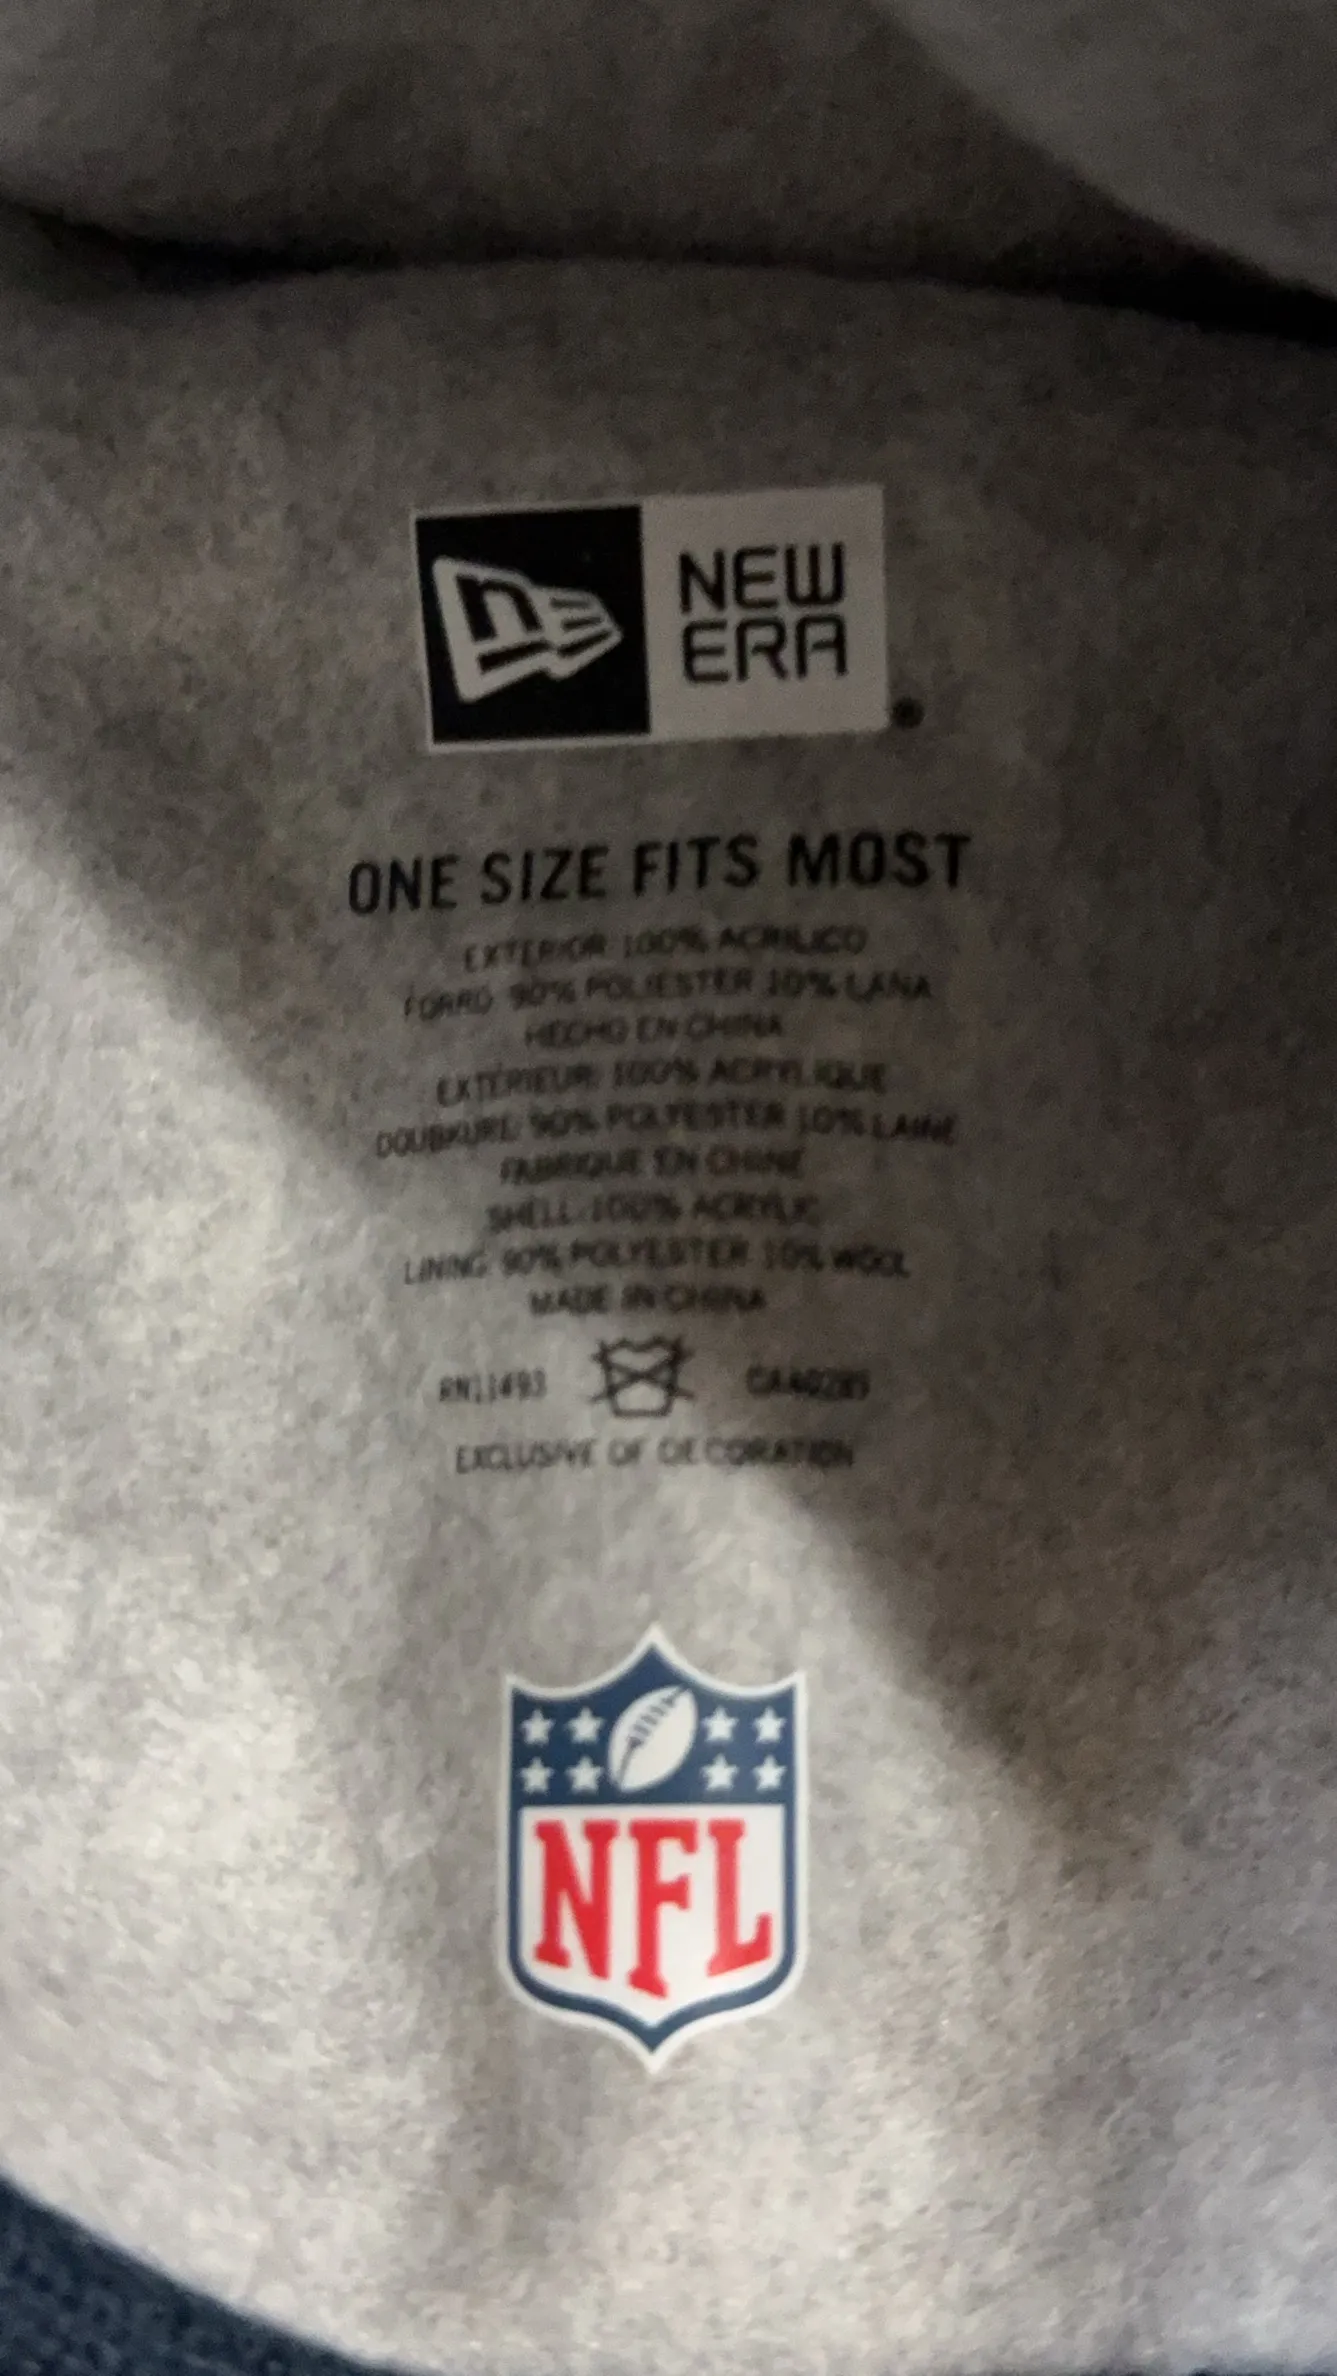 NEW
ERA
®
ONE SIZE FITS MOST
EXTERIOR: 100% ACRILICO
FORRO: 90% POLIESTER 10% LANA
HECHO EN CHINA
EXTÉRIEUR: 100% ACRYLIQUE
90% POLYESTER 10% LAINE
FABRIQUE EN CHINE
SHELL: 100% ACRYLIC
LINING: 90% POLYESTER 10% WOOL
MADE IN CHINA
RN11493
EXCLUSIVE OF DECORATION
NFL